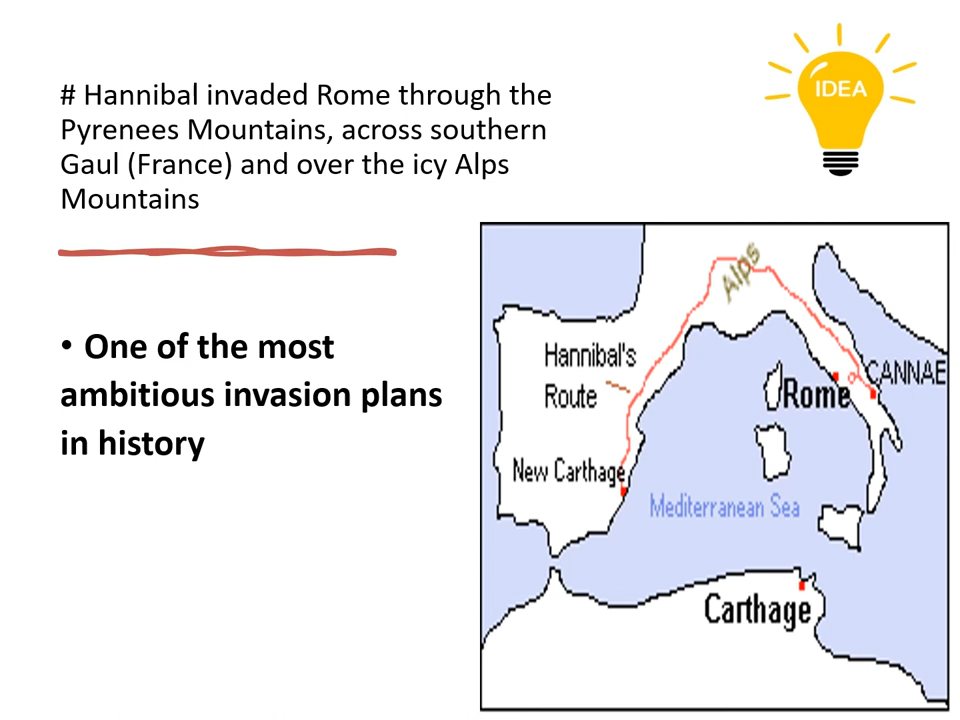 # Hannibal invaded Rome through the
Pyrenees Mountains, across southern
Gaul (France) and over the icy Alps
Mountains
IDEA
• One of the most
ambitious invasion plans
in history
Alps
Hannibal's
Route
CANNAE
Rome
New Carthage
Mediterranean Sea
Carthage